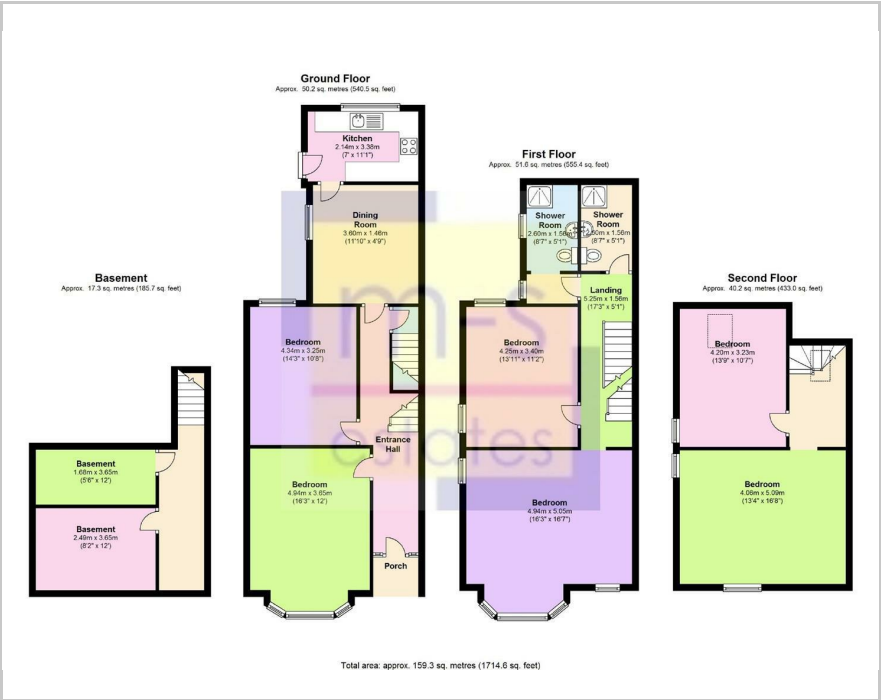 Ground Floor
Approx. 50.2 sq. metres (540.5 sq. feet)
Kitchen
2.14m x 3.38m
(7' x 11'1")
Dining
Room
3.60m x 1.46m
(11'10" x 4'9")
Bedroom
4.34m x 3.25m
(14'3" x 10'8")
Entrance
Hall
Bedroom
4.94m x 3.65m
(16'3" x 12')
Porch
First Floor
Approx. 51.6 sq. metres (555.4 sq. feet)
Shower
Room
2.60m x 1.56m
(8'7" x 5'1")
Shower
Room
2.60m x 1.56m
(8'7" x 5'1")
Landing
5.25m x 1.56m
(17'3" x 5'1")
Bedroom
4.25m x 3.40m
(13'11" x 11'2")
Bedroom
4.94m x 5.05m
(16'3" x 16'7")
Basement
Approx. 17.3 sq. metres (185.7 sq. feet)
Basement
1.68m x 3.65m
(5'6" x 12')
Basement
2.49m x 3.65m
(8'2" x 12')
Second Floor
Approx. 40.2 sq. metres (433.0 sq. feet)
Bedroom
4.20m x 3.23m
(13'9" x 10'7")
Bedroom
4.06m x 5.09m
(13'4" x 16'8")
m-s
estates
Total area: approx. 159.3 sq. metres (1714.6 sq. feet)